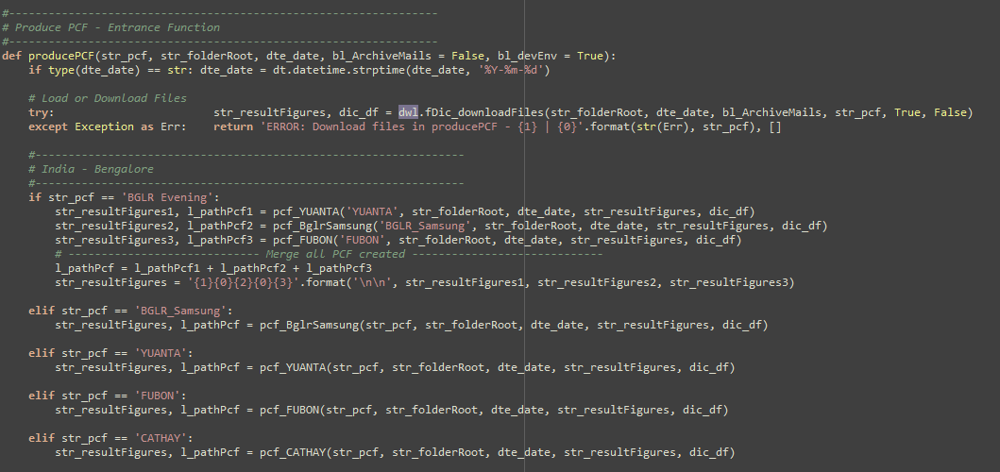 #-----------------------------------------------------------------
# Produce PCF - Entrance Function
#-----------------------------------------------------------------
def producePCF(str_pcf, str_folderRoot, dte_date, bl_ArchiveMails = False, bl_devEnv = True):
    if type(dte_date) == str: dte_date = dt.datetime.strptime(dte_date, '%Y-%m-%d')
    # Load or Download Files
    try:                    str_resultFigures, dic_df = dwl.fDic_downloadFiles(str_folderRoot, dte_date, bl_ArchiveMails, str_pcf, True, False)
    except Exception as Err:    return 'ERROR: Download files in producePCF - {1} | {0}'.format(str(Err), str_pcf), []
    #-----------------------------------------------------------------
    # India - Bengalore
    #-----------------------------------------------------------------
    if str_pcf == 'BGLR Evening':
        str_resultFigures1, l_pathPcf1 = pcf_YUANTA('YUANTA', str_folderRoot, dte_date, str_resultFigures, dic_df)
        str_resultFigures2, l_pathPcf2 = pcf_BglrSamsung('BGLR_Samsung', str_folderRoot, dte_date, str_resultFigures, dic_df)
        str_resultFigures3, l_pathPcf3 = pcf_FUBON('FUBON', str_folderRoot, dte_date, str_resultFigures, dic_df)
        # ----------------------------- Merge all PCF created -----------------------------
        l_pathPcf = l_pathPcf1 + l_pathPcf2 + l_pathPcf3
        str_resultFigures = '{1}{0}{2}{0}{3}'.format('\n\n', str_resultFigures1, str_resultFigures2, str_resultFigures3)
    elif str_pcf == 'BGLR_Samsung':
        str_resultFigures, l_pathPcf = pcf_BglrSamsung(str_pcf, str_folderRoot, dte_date, str_resultFigures, dic_df)
    elif str_pcf == 'YUANTA':
        str_resultFigures, l_pathPcf = pcf_YUANTA(str_pcf, str_folderRoot, dte_date, str_resultFigures, dic_df)
    elif str_pcf == 'FUBON':
        str_resultFigures, l_pathPcf = pcf_FUBON(str_pcf, str_folderRoot, dte_date, str_resultFigures, dic_df)
    elif str_pcf == 'CATHAY':
        str_resultFigures, l_pathPcf = pcf_CATHAY(str_pcf, str_folderRoot, dte_date, str_resultFigures, dic_df)